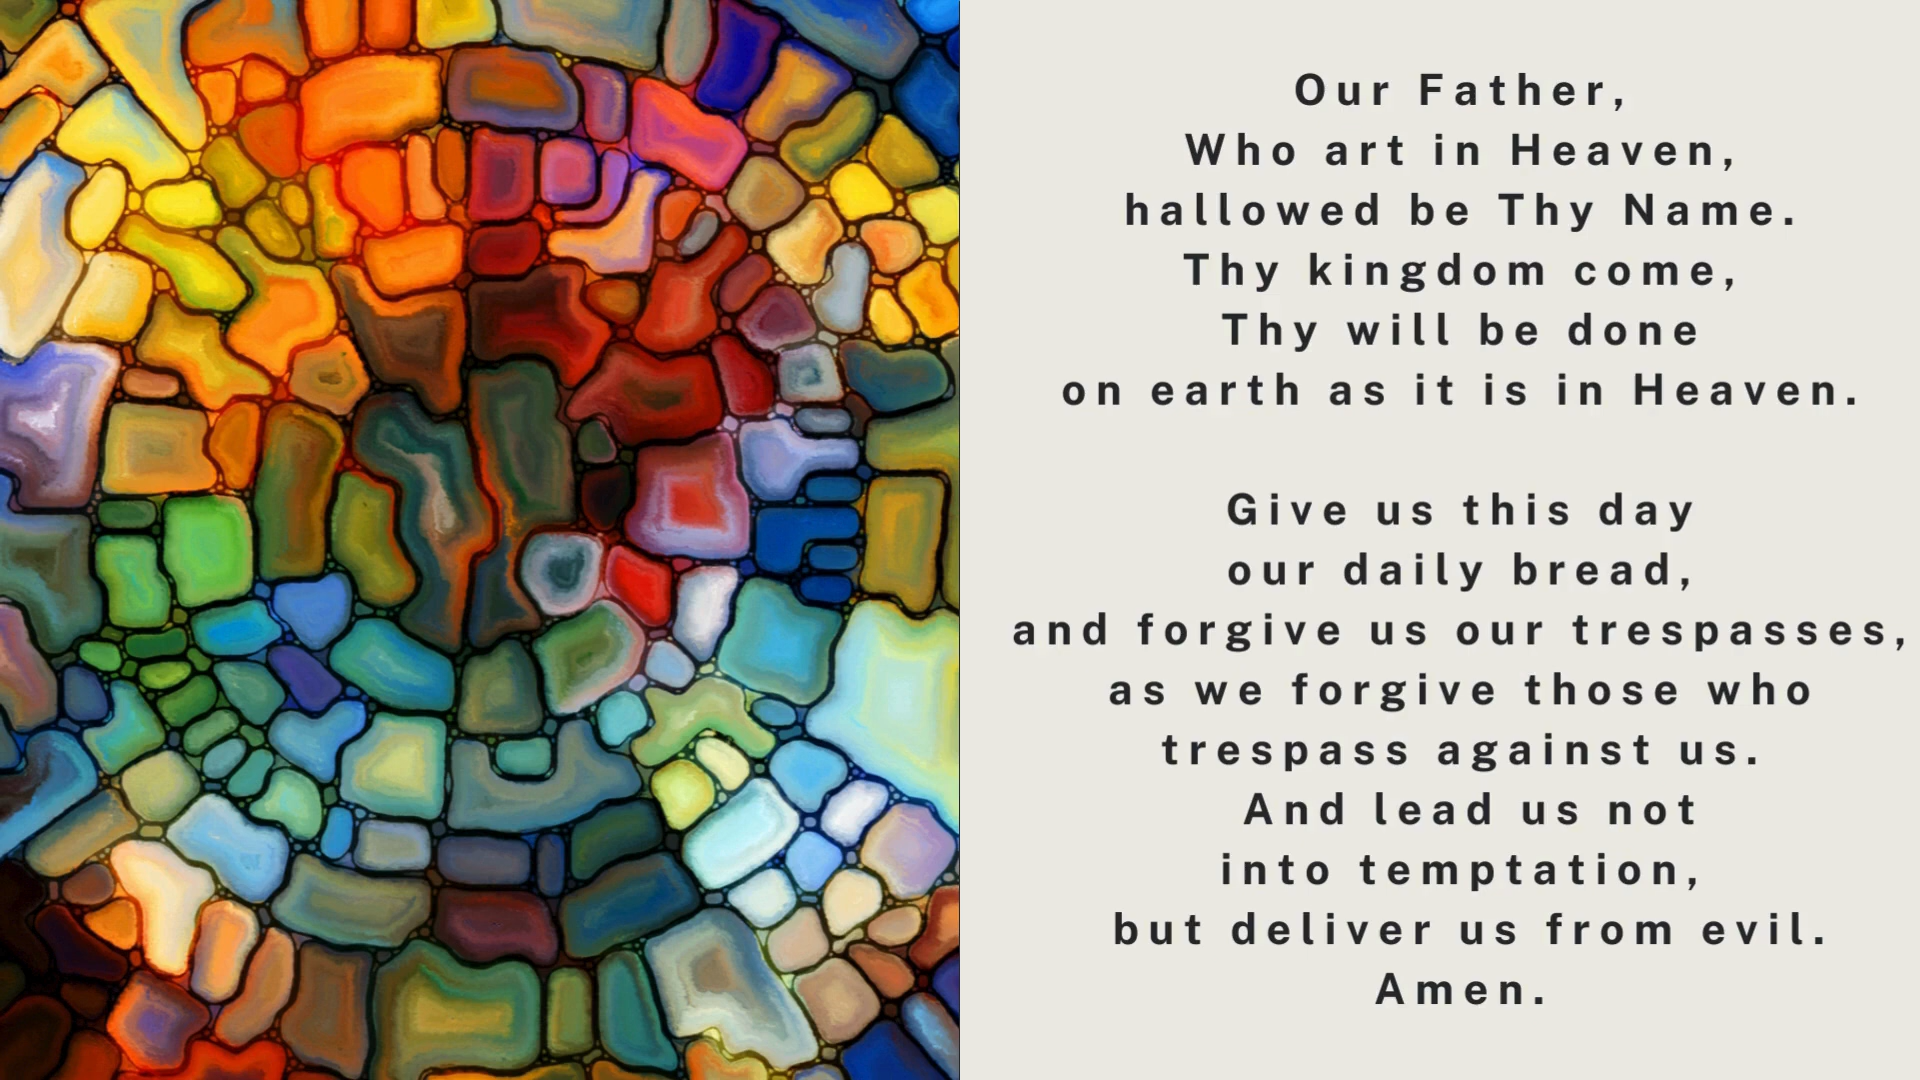 Our Father,
Who art in Heaven,
hallowed be Thy Name.
Thy kingdom come,
Thy will be done
on earth as it is in Heaven.
Give us this day
our daily bread,
and forgive us our trespasses,
as we forgive those who
trespass against us.
And lead us not
into temptation,
but deliver us from evil.
Amen.